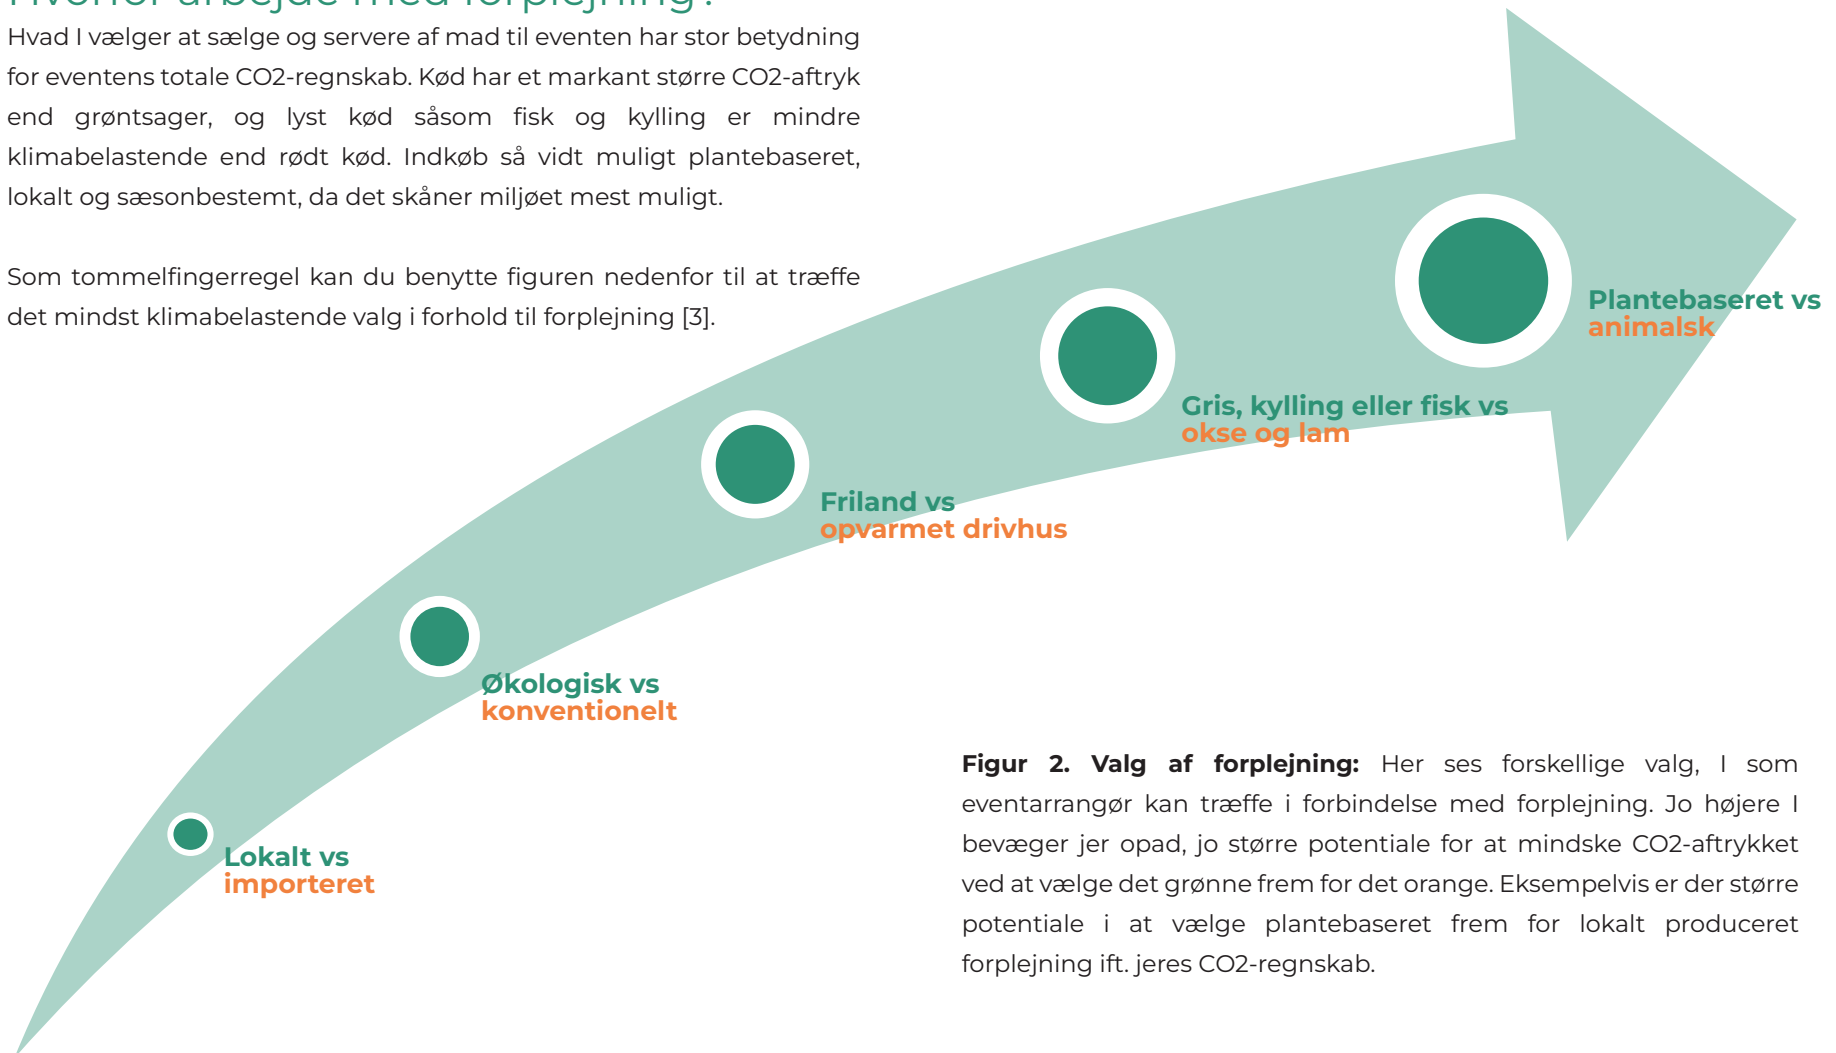 Hvorfor arbejde med forplejning?
Hvad I vælger at sælge og servere af mad til eventen har stor betydning
for eventens totale CO2-regnskab. Kød har et markant større CO2-aftryk
end grøntsager, og lyst kød såsom fisk og kylling er mindre
klimabelastende end rødt kød. Indkøb så vidt muligt plantebaseret,
lokalt og sæsonbestemt, da det skåner miljøet mest muligt.
Som tommelfingerregel kan du benytte figuren nedenfor til at træffe
det mindst klimabelastende valg i forhold til forplejning [3].
Plantebaseret vs
animalsk
Gris, kylling eller fisk vs
okse og lam
Friland vs
opvarmet drivhus
Økologisk vs
konventionelt
Lokalt vs
importeret
Figur 2. Valg af forplejning: Her ses forskellige valg, I som
eventarrangør kan træffe i forbindelse med forplejning. Jo højere I
bevæger jer opad, jo større potentiale for at mindske CO2-aftrykket
ved at vælge det grønne frem for det orange. Eksempelvis er der større
potentiale i at vælge plantebaseret frem for lokalt produceret
forplejning ift. jeres CO2-regnskab.